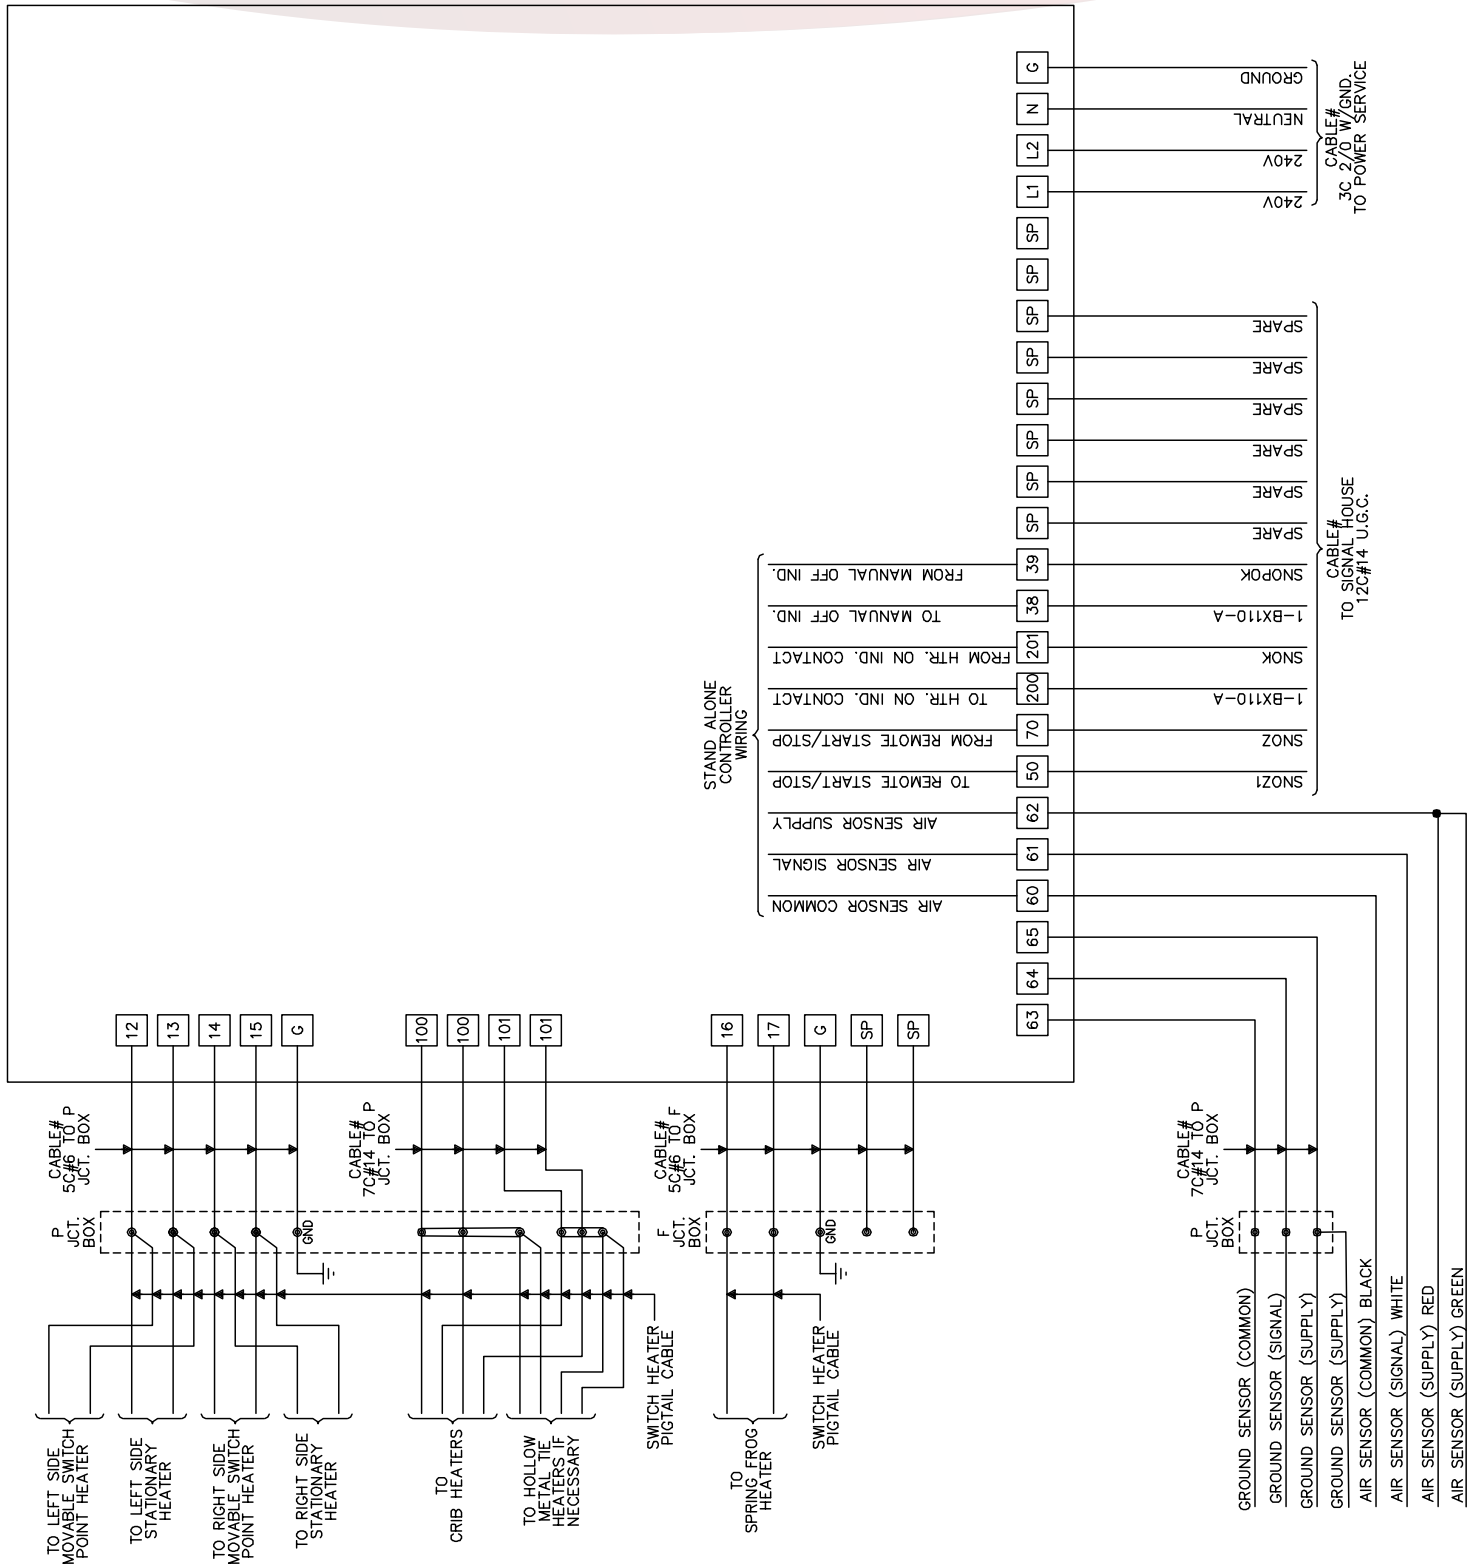 G
GROUND
N
NEUTRAL
L2
240V
L1
240V
CABLE#
3C 2/0 W/GND.
TO POWER SERVICE
SP
SP
SP
SPARE
SP
SPARE
SP
SPARE
SP
SPARE
SP
SPARE
SP
SPARE
FROM MANUAL OFF IND.
39
SNOPOK
TO MANUAL OFF IND.
38
1-BX110-A
FROM HTR. ON IND. CONTACT
201
SNOK
TO HTR. ON IND. CONTACT
200
1-BX110-A
FROM REMOTE START/STOP
70
SNOZ
TO REMOTE START/STOP
50
SNOZ1
CABLE#
TO SIGNAL HOUSE
12C#14 U.G.C.
STAND ALONE
CONTROLLER
WIRING
AIR SENSOR SUPPLY
62
AIR SENSOR SIGNAL
61
AIR SENSOR COMMON
60
65
64
63
12
13
14
15
G
100
100
101
101
16
17
G
SP
SP
CABLE#
5C#6 TO P
JCT. BOX
CABLE#
7C#14 TO P
JCT. BOX
CABLE#
5C#6 TO F
JCT. BOX
CABLE#
7C#14 TO P
JCT. BOX
P
JCT.
BOX
GND
F
JCT.
BOX
GND
P
JCT.
BOX
SWITCH HEATER
PIGTAIL CABLE
SWITCH HEATER
PIGTAIL CABLE
TO LEFT SIDE
MOVABLE SWITCH
POINT HEATER
TO LEFT SIDE
STATIONARY
HEATER
TO RIGHT SIDE
MOVABLE SWITCH
POINT HEATER
TO RIGHT SIDE
STATIONARY
HEATER
TO
CRIB HEATERS
TO HOLLOW
METAL TIE
HEATERS IF
NECESSARY
TO
SPRING FROG
HEATER
GROUND SENSOR (COMMON)
GROUND SENSOR (SIGNAL)
GROUND SENSOR (SUPPLY)
GROUND SENSOR (SUPPLY)
AIR SENSOR (COMMON) BLACK
AIR SENSOR (SIGNAL) WHITE
AIR SENSOR (SUPPLY) RED
AIR SENSOR (SUPPLY) GREEN